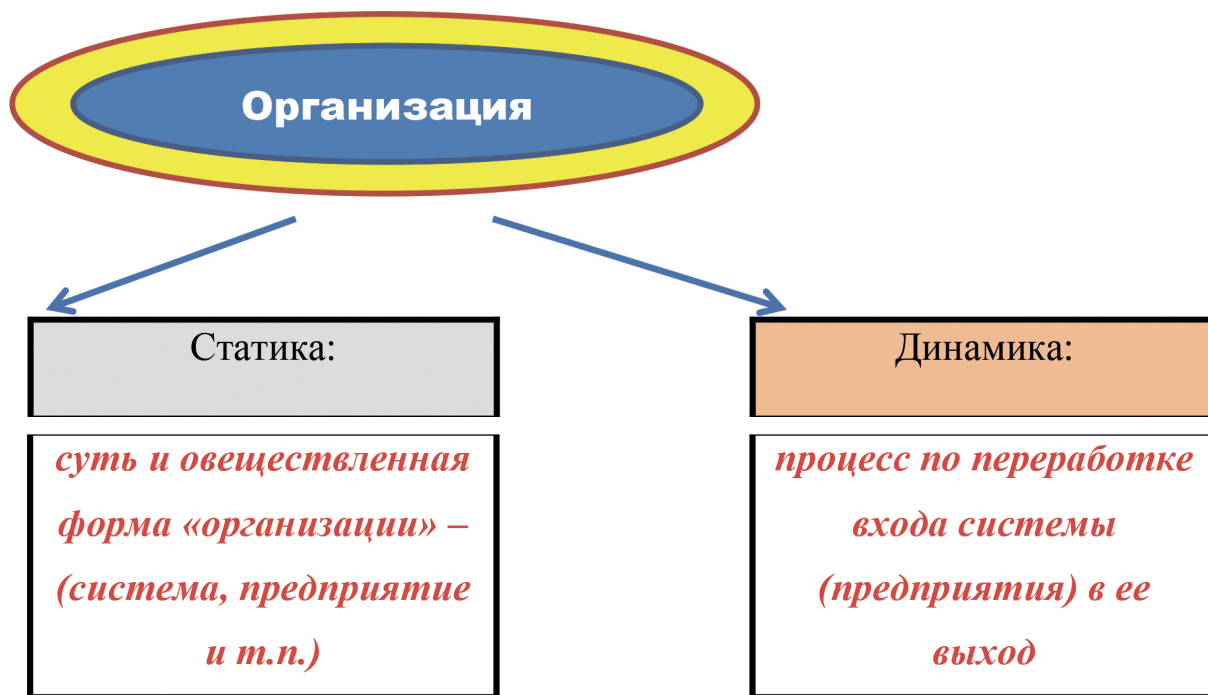 Организация
Статика:
суть и овеществленная
форма «организации» –
(система, предприятие
и т.п.)
Динамика:
процесс по переработке
входа системы
(предприятия) в ее
выход